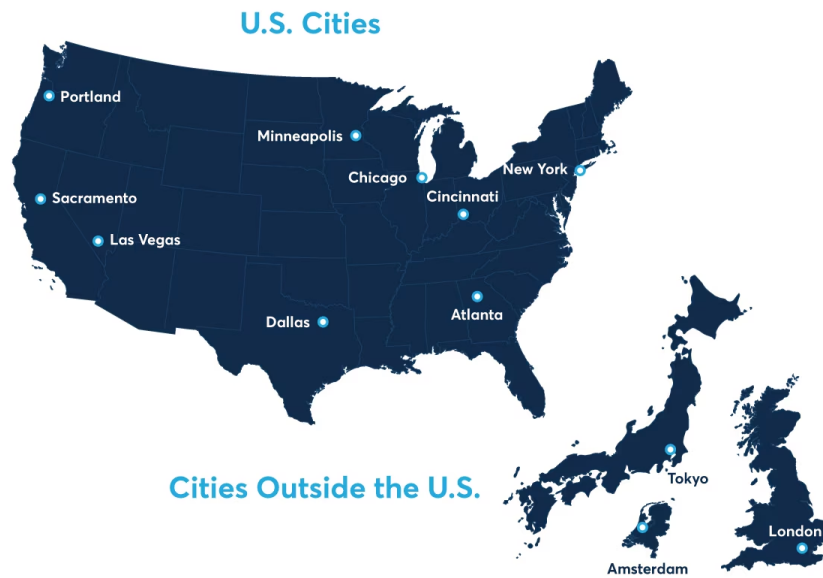 U.S. Cities
Portland
Minneapolis
New York
Chicago
Cincinnati
Sacramento
Las Vegas
Atlanta
Dallas
Cities Outside the U.S.
Tokyo
London
Amsterdam